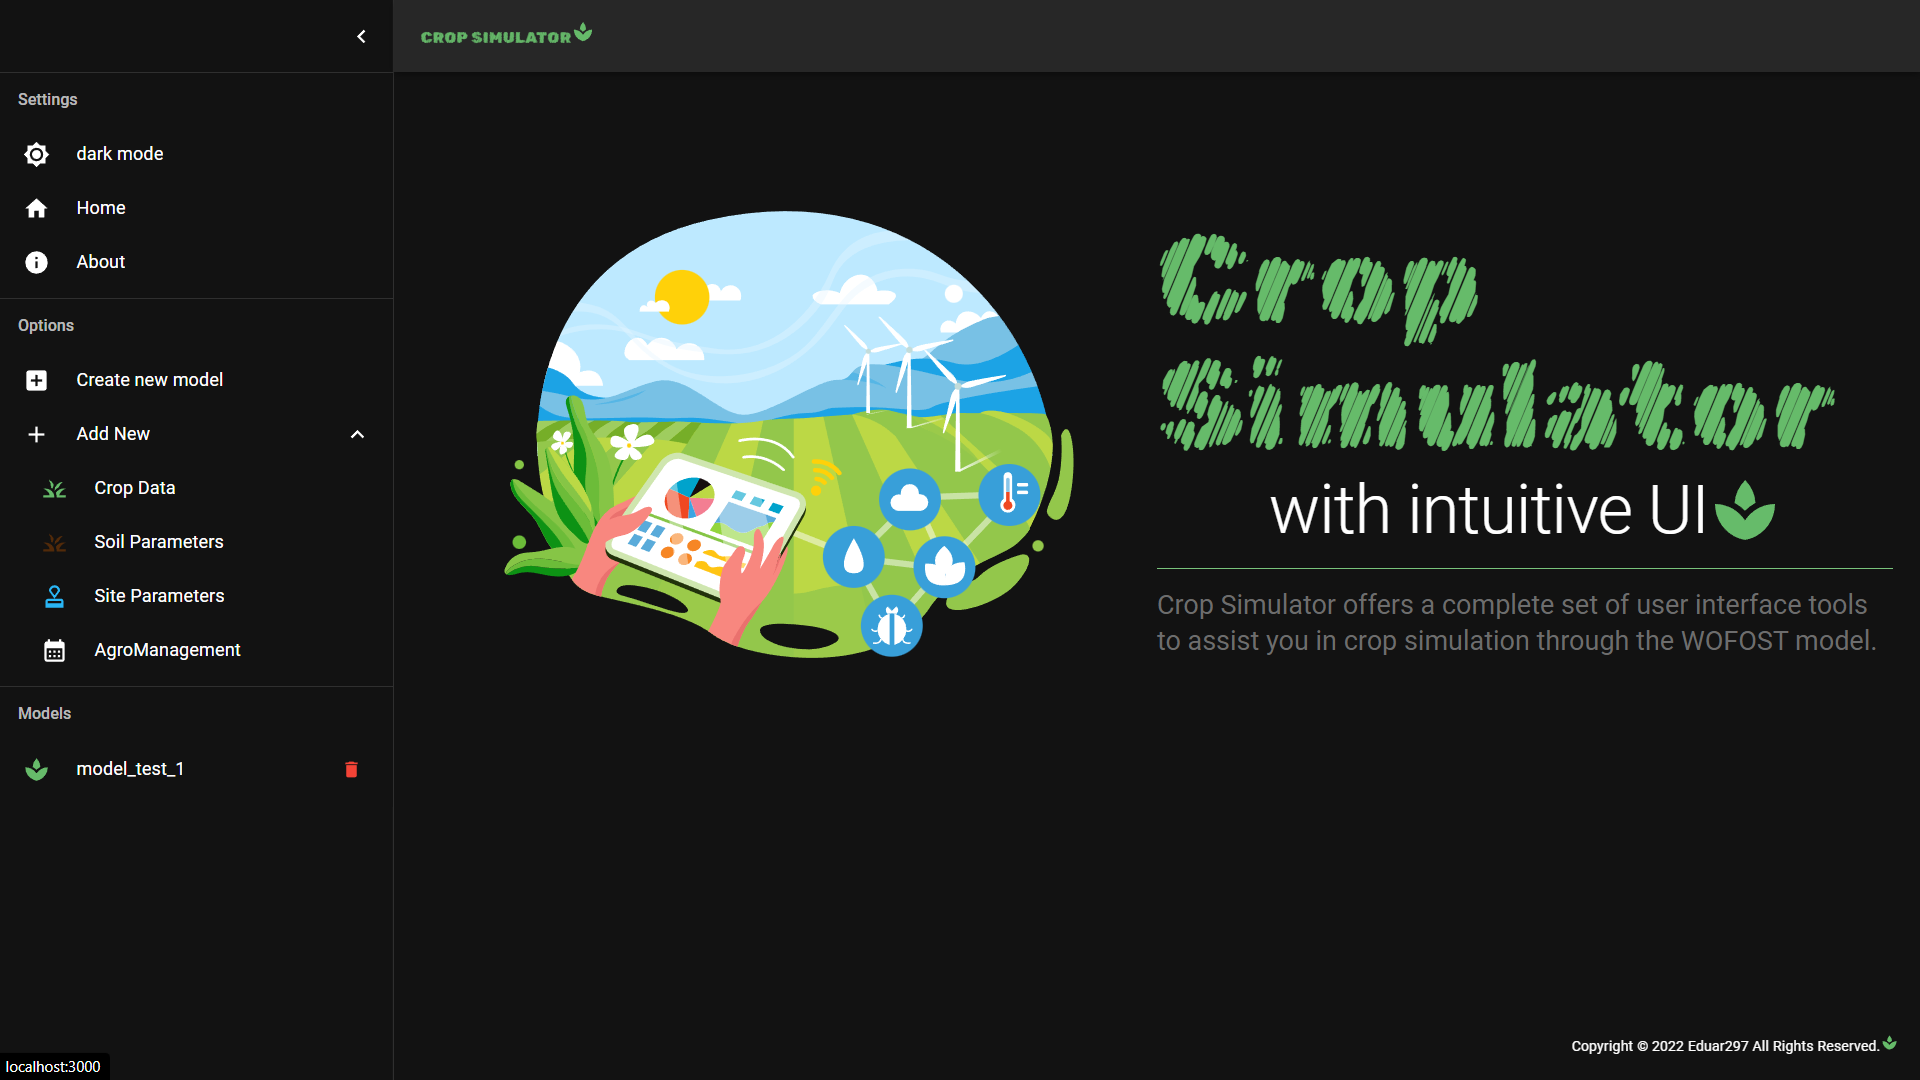 CROP SIMULATOR
Settings
dark mode
Home
About
Options
Create new model
Add New
Crop Data
Soil Parameters
Site Parameters
AgroManagement
Models
model_test_1
localhost:3000
Crop
Simulator
with intuitive UI
Crop Simulator offers a complete set of user interface tools
to assist you in crop simulation through the WOFOST model.
Copyright © 2022 Eduar297 All Rights Reserved.